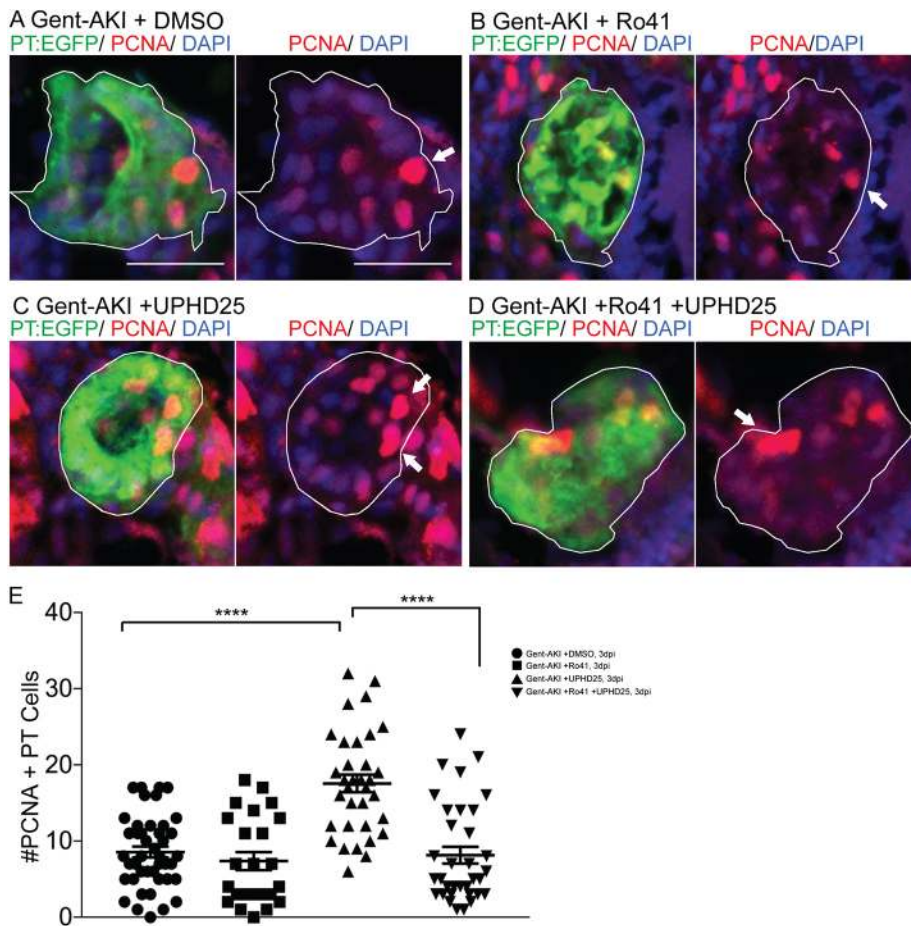 A Gent-AKI + DMSO
PT:EGFP/ PCNA/ DAPI
PCNA/ DAPI
B Gent-AKI + Ro41
PT:EGFP/ PCNA/ DAPI
PCNA/DAPI
C Gent-AKI +UPHD25
PT:EGFP/ PCNA/ DAPI
PCNA/ DAPI
D Gent-AKI +Ro41 +UPHD25
PT:EGFP/ PCNA/ DAPI
PCNA/ DAPI
E
#PCNA + PT Cells
40
30
20
10
0
****
****
Gent-AKI +DMSO, 3dpi
Gent-AKI +Ro41, 3dpi
Gent-AKI +UPHD25, 3dpi
Gent-AKI +Ro41 +UPHD25, 3dpi